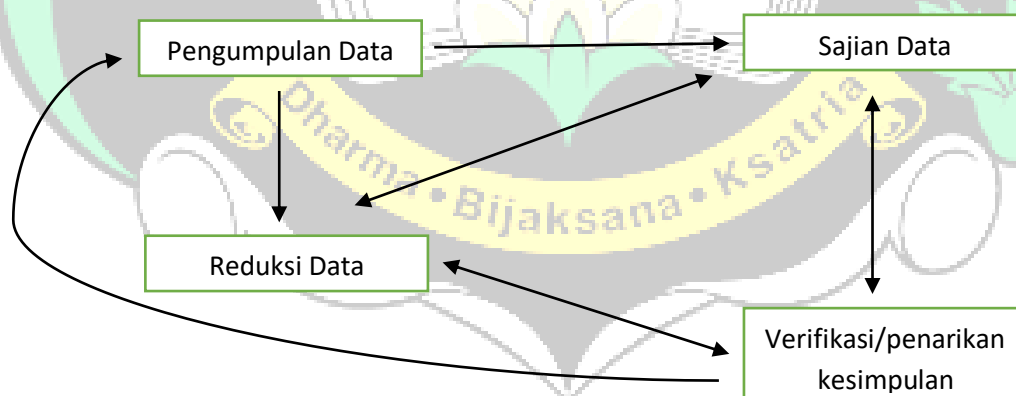 Pengumpulan Data
Sajian Data
Dharma • Bijaksana • Ksatria
Reduksi Data
Verifikasi/penarikan
kesimpulan